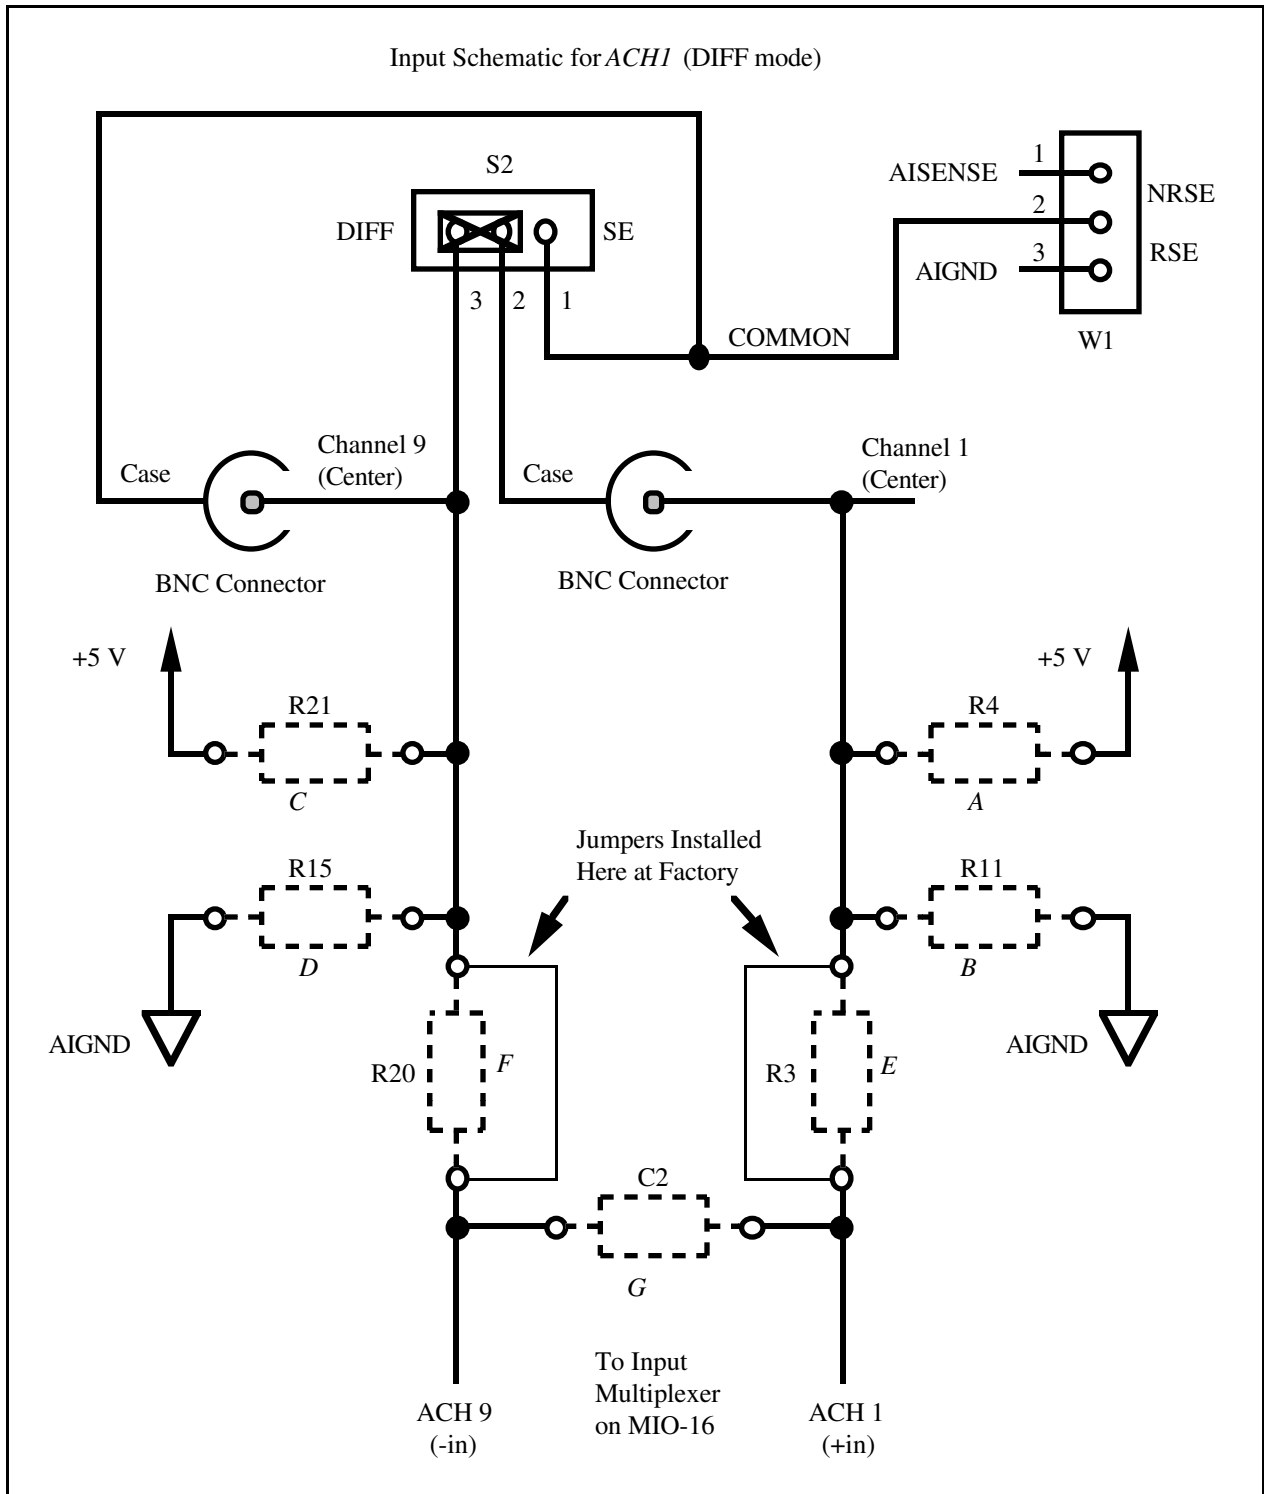 Input Schematic for ACH1 (DIFF mode)
S2
DIFF
SE
3
2
1
AISENSE
1
2
3
AIGND
NRSE
RSE
W1
COMMON
Case
Channel 9
(Center)
Case
Channel 1
(Center)
BNC Connector
BNC Connector
+5 V
+5 V
R21
C
R4
A
Jumpers Installed
Here at Factory
R15
D
R11
B
AIGND
AIGND
R20
F
R3
E
C2
G
To Input
Multiplexer
on MIO-16
ACH 9
(-in)
ACH 1
(+in)